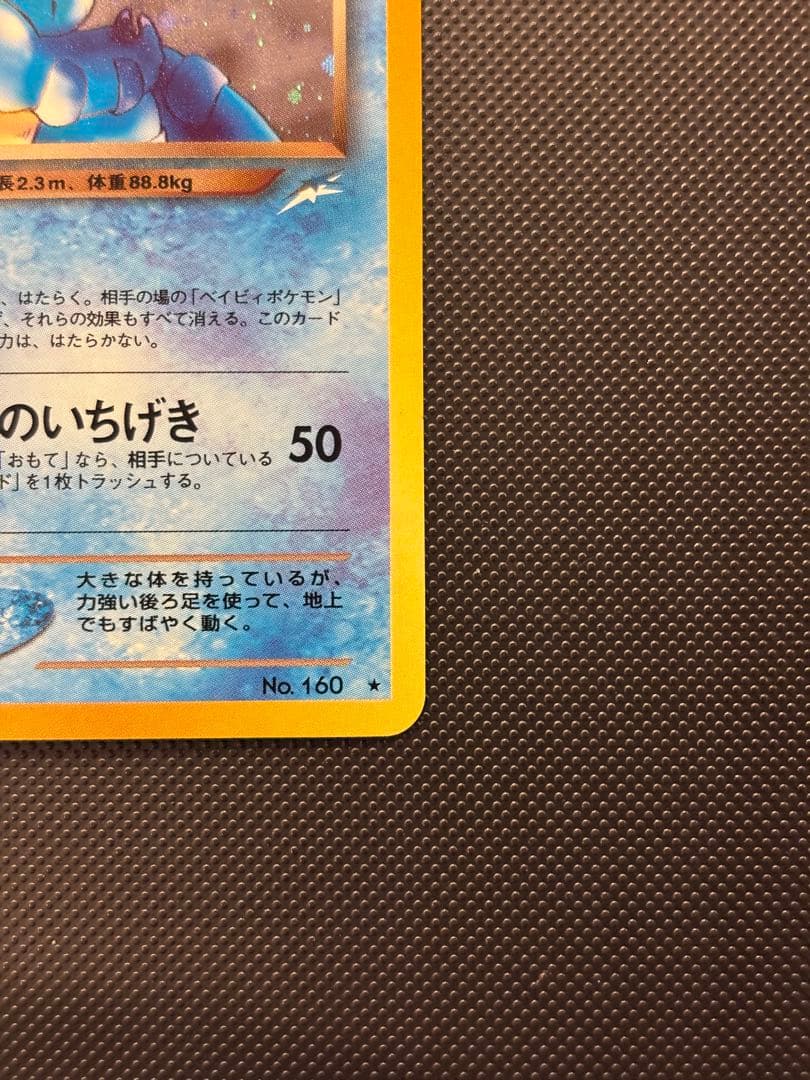 長2.3m、体重88.8kg
、はたらく。相手の場の「ベイビィポケモン」
、それらの効果もすべて消える。このカード
力は、はたらかない。
のいちげき
50
「おもて」なら、相手についている
ド」を1枚トラッシュする。
大きな体を持っているが、
力強い後ろ足を使って、地上
でもすばやく動く。
No. 160 ★